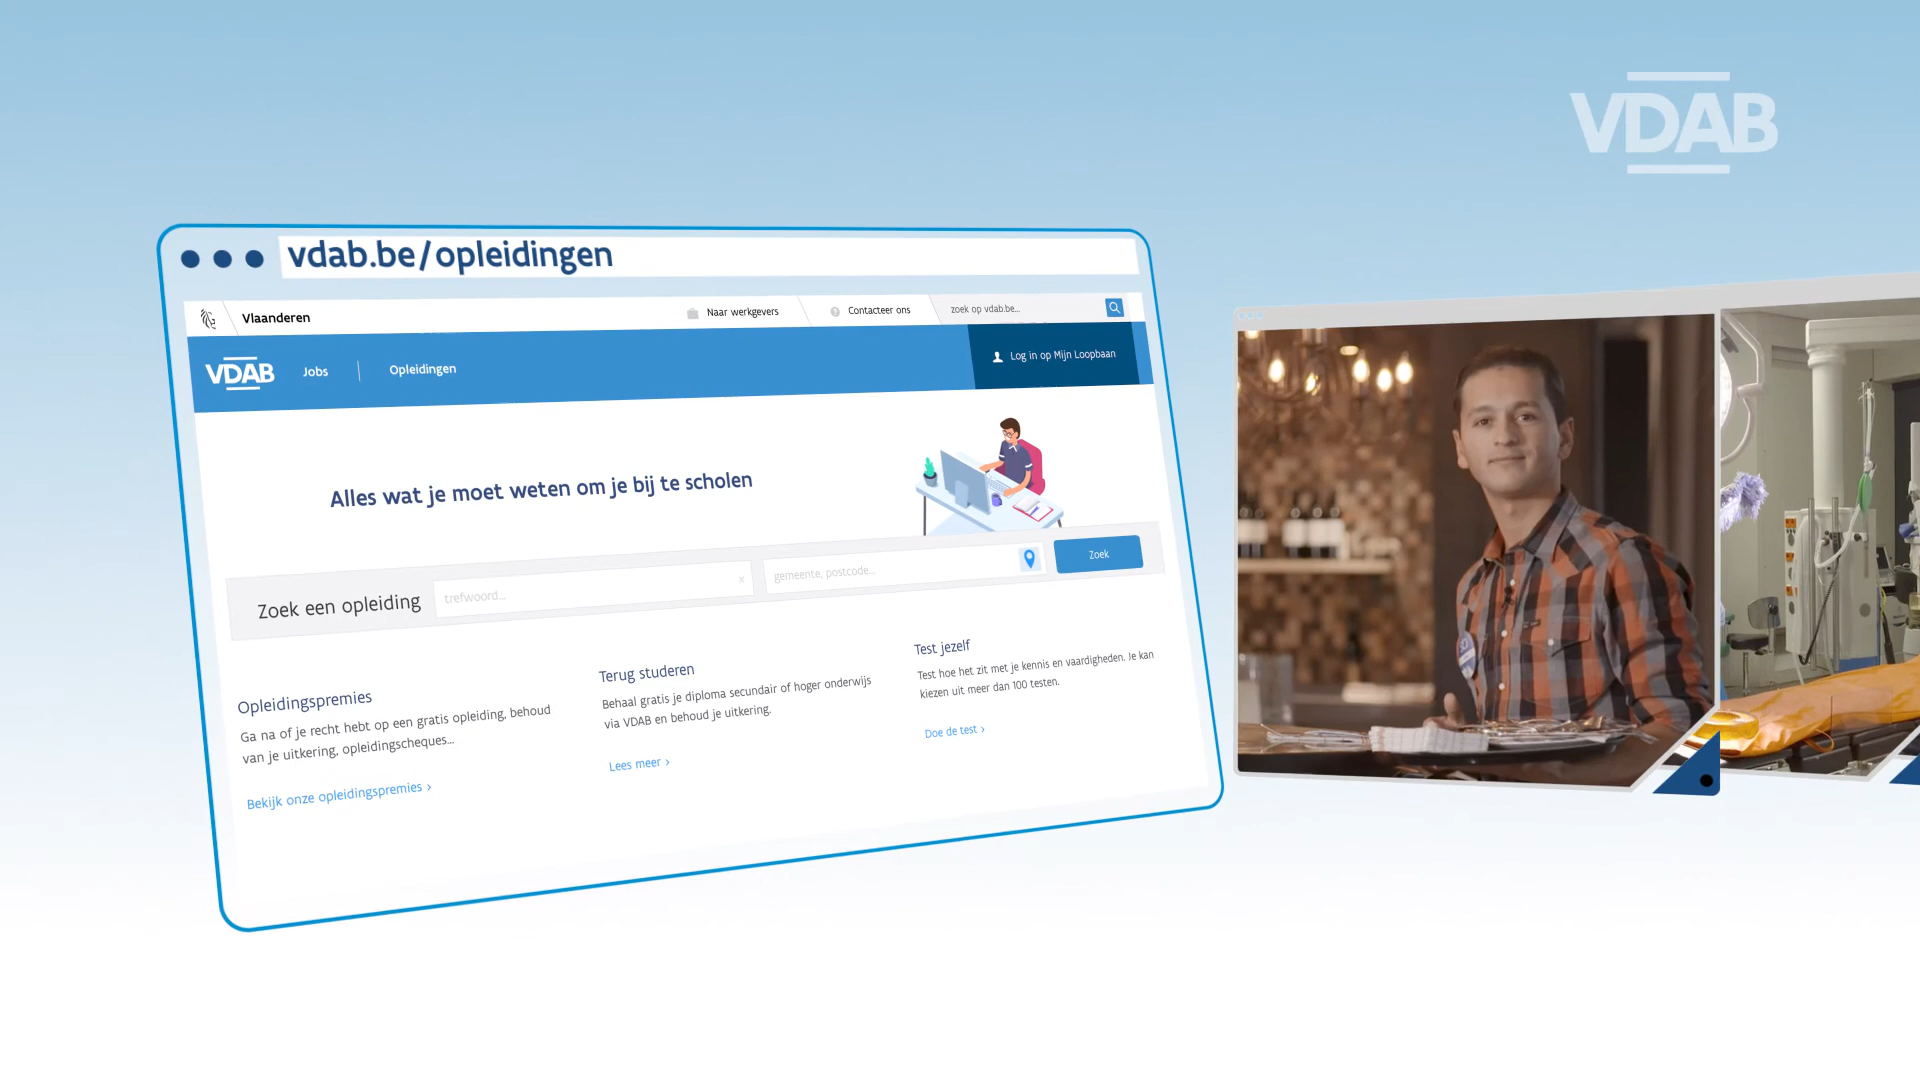 VDAB
vdab.be/opleidingen
Vlaanderen
Naar werkgevers
Contacteer ons
zoek op vdab.be...
VDAB
Jobs
Opleidingen
Log in op Mijn Loopbaan
Alles wat je moet weten om je bij te scholen
Zoek een opleiding
trefwoord...
gemeente, postcode...
Zoek
Opleidingspremies
Ga na of je recht hebt op een gratis opleiding, behoud
van je uitkering, opleidingscheques...
Bekijk onze opleidingspremies ›
Terug studeren
Behaal gratis je diploma secundair of hoger onderwijs
via VDAB en behoud je uitkering.
Lees meer ›
Test jezelf
Test hoe het zit met je kennis en vaardigheden. Je kan
kiezen uit meer dan 100 testen.
Doe de test ›